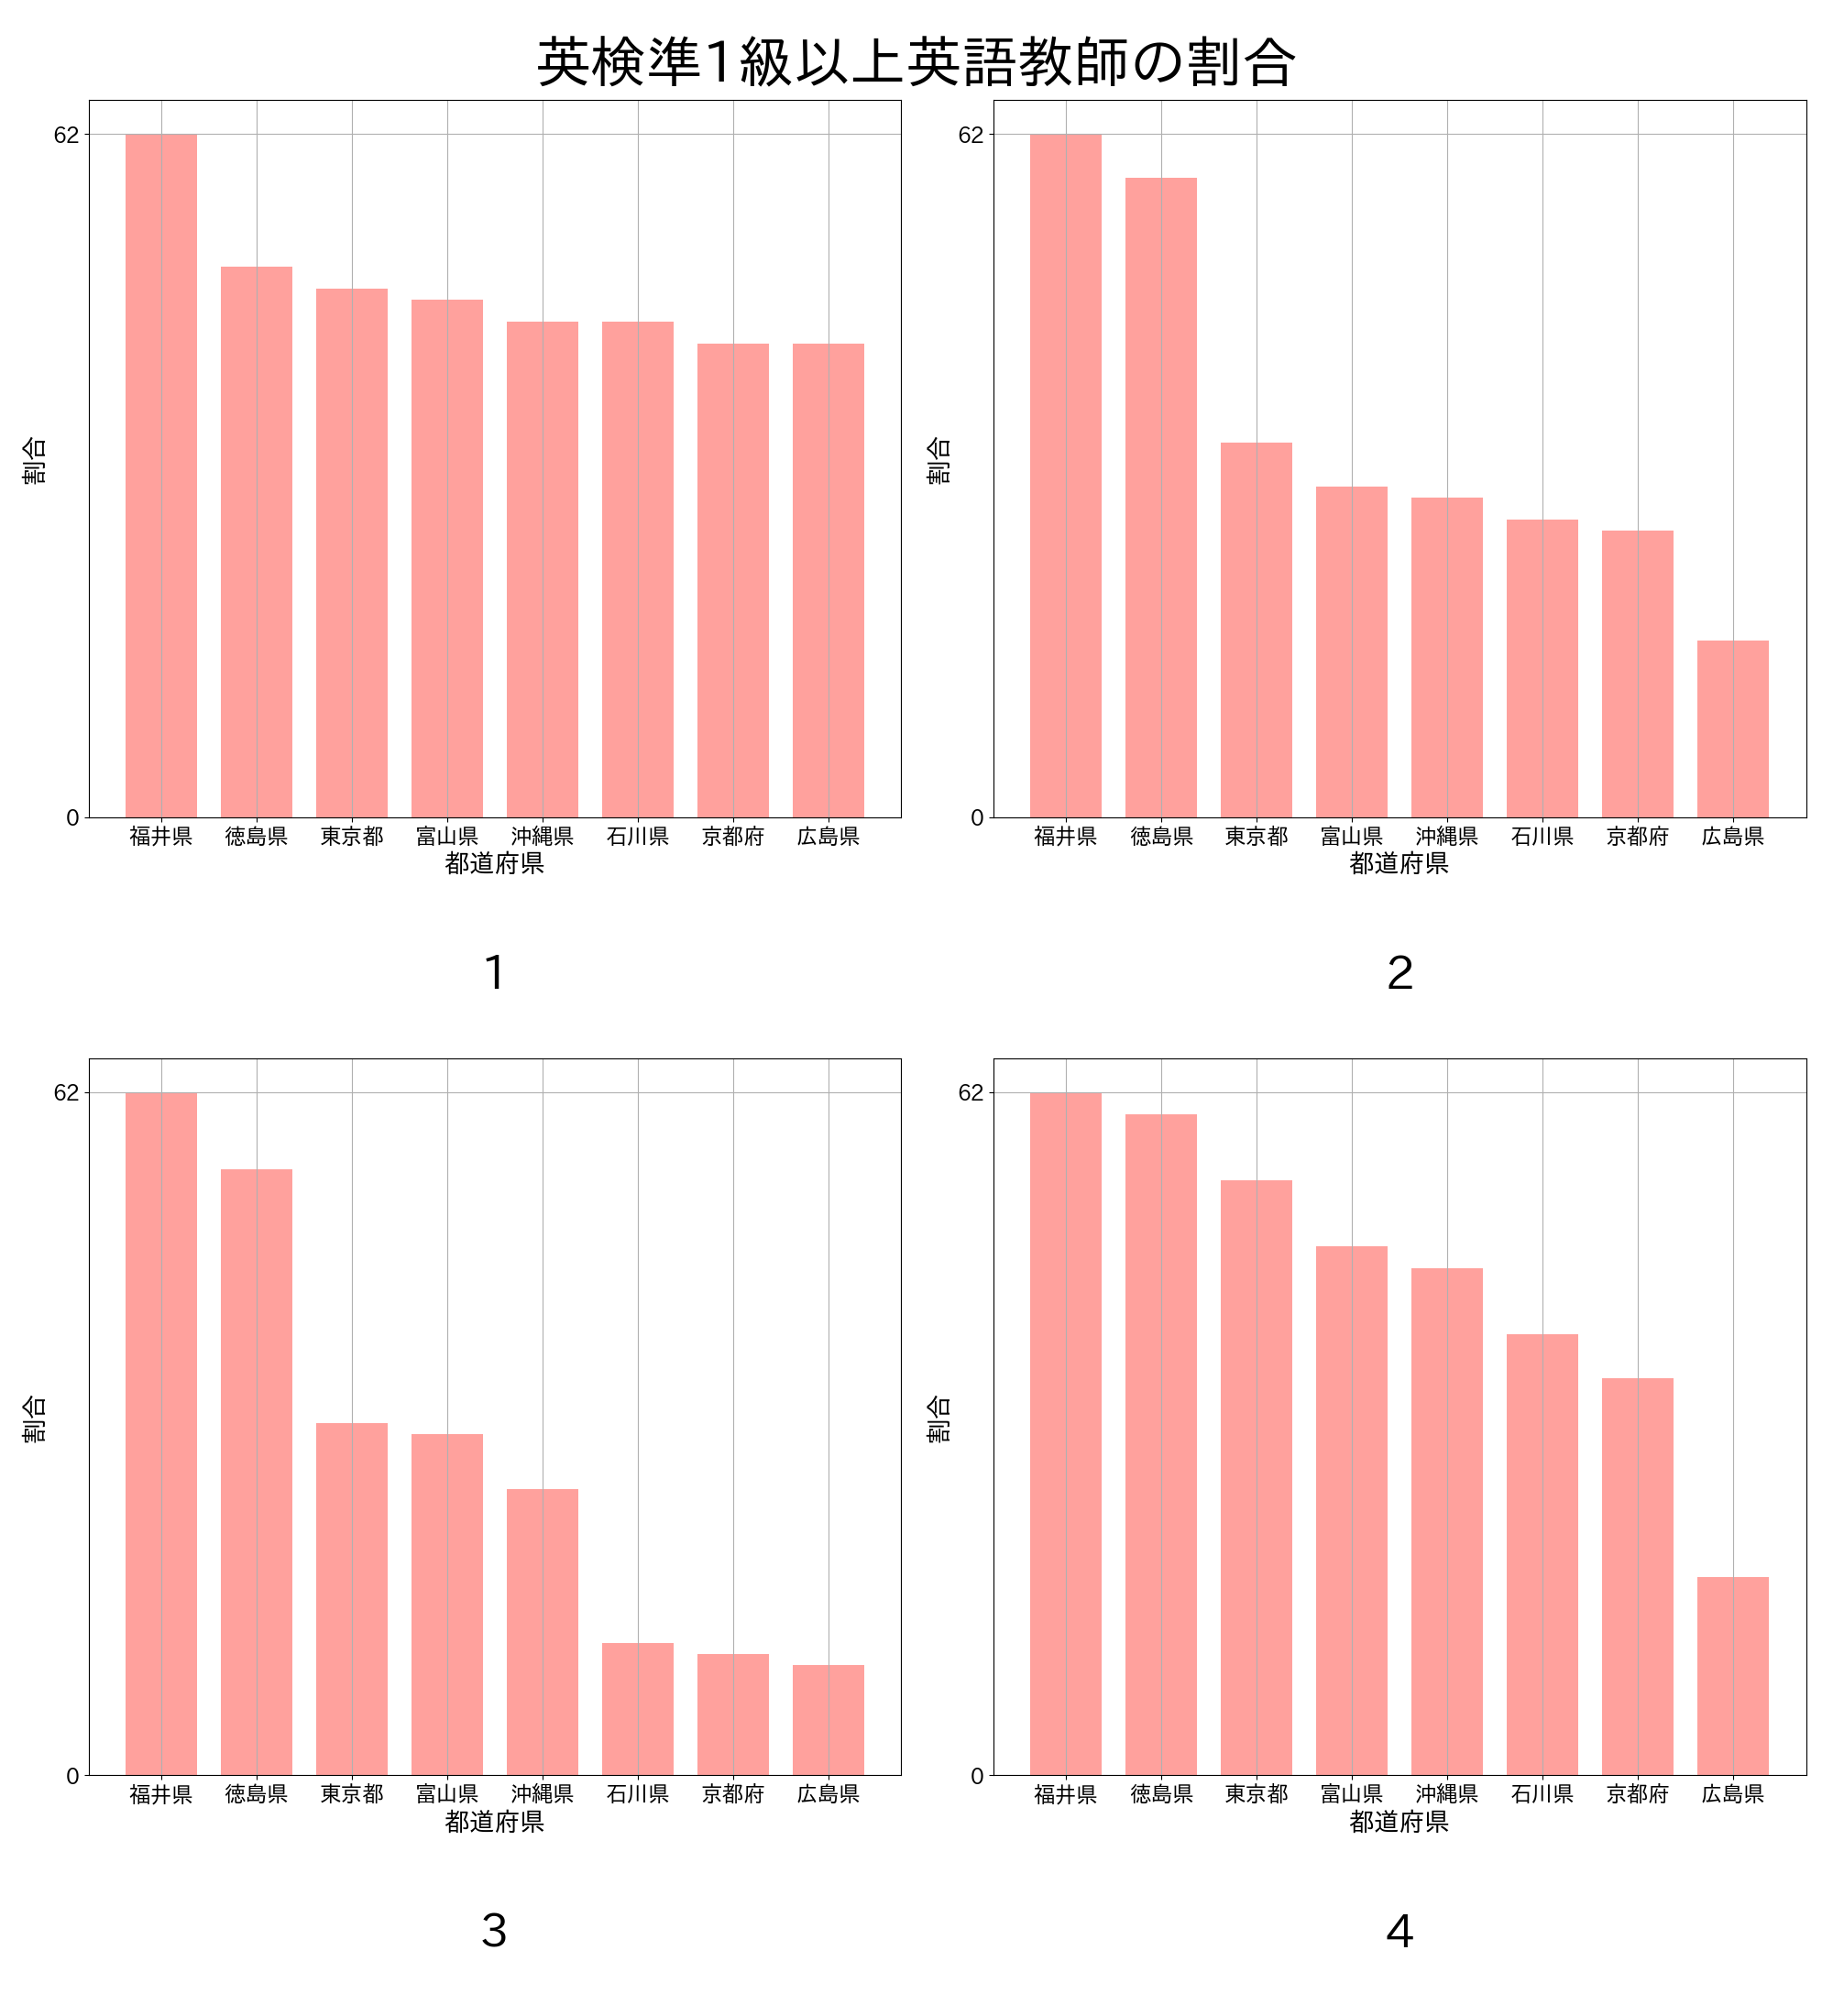 英検準1級以上英語教師の割合
62
0
割合
福井県 徳島県 東京都 富山県 沖縄県 石川県 京都府 広島県
都道府県
1
62
0
割合
福井県 徳島県 東京都 富山県 沖縄県 石川県 京都府 広島県
都道府県
2
62
0
割合
福井県 徳島県 東京都 富山県 沖縄県 石川県 京都府 広島県
都道府県
3
62
0
割合
福井県 徳島県 東京都 富山県 沖縄県 石川県 京都府 広島県
都道府県
4